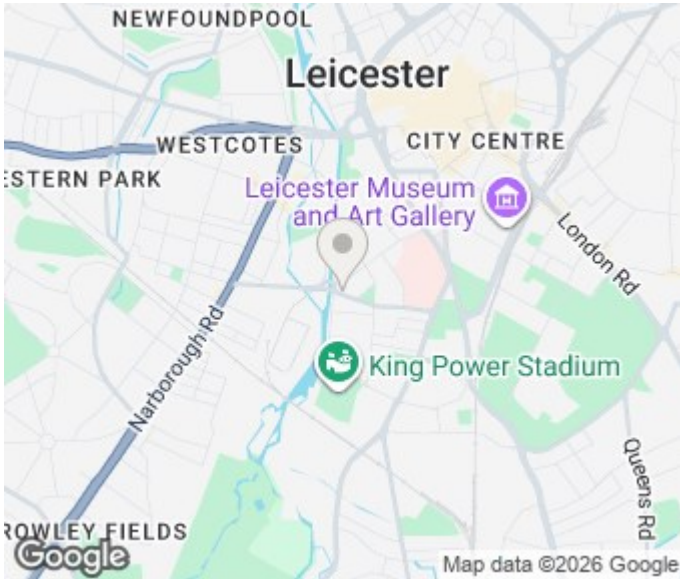 NEWFOUNDPOOL
Leicester
WESTCOTES
CITY CENTRE
ESTERN PARK
Leicester Museum
and Art Gallery
London Rd
Narborough Rd
King Power Stadium
Queens Rd
ROWLEY FIELDS
Google
Map data ©2026 Google